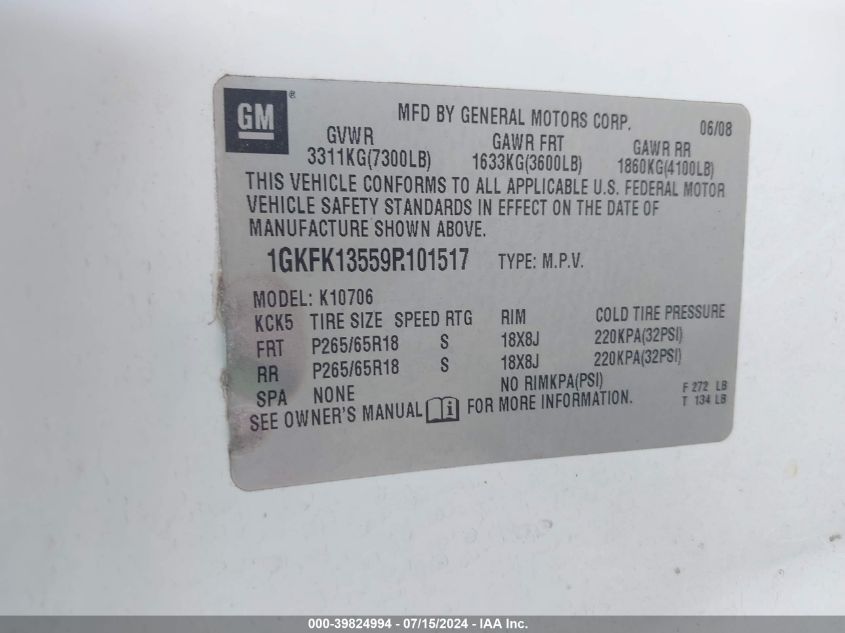 GM ®
MFD BY GENERAL MOTORS CORP. 06/08
GVWR GAWR FRT GAWR RR
3311KG(7300LB) 1633KG(3600LB) 1860KG(4100LB)
THIS VEHICLE CONFORMS TO ALL APPLICABLE U.S. FEDERAL MOTOR
VEHICLE SAFETY STANDARDS IN EFFECT ON THE DATE OF
MANUFACTURE SHOWN ABOVE.
1GKFK13559R101517 TYPE: M.P.V.
MODEL: K10706
KCK5 TIRE SIZE SPEED RTG RIM COLD TIRE PRESSURE
FRT P265/65R18 S 18X8J 220KPA(32PSI)
RR P265/65R18 S 18X8J 220KPA(32PSI)
SPA NONE NO RIMKPA(PSI) F 272 LB
SEE OWNER'S MANUAL i FOR MORE INFORMATION. T 134 LB
000-39824994 - 07/15/2024 - IAA Inc.